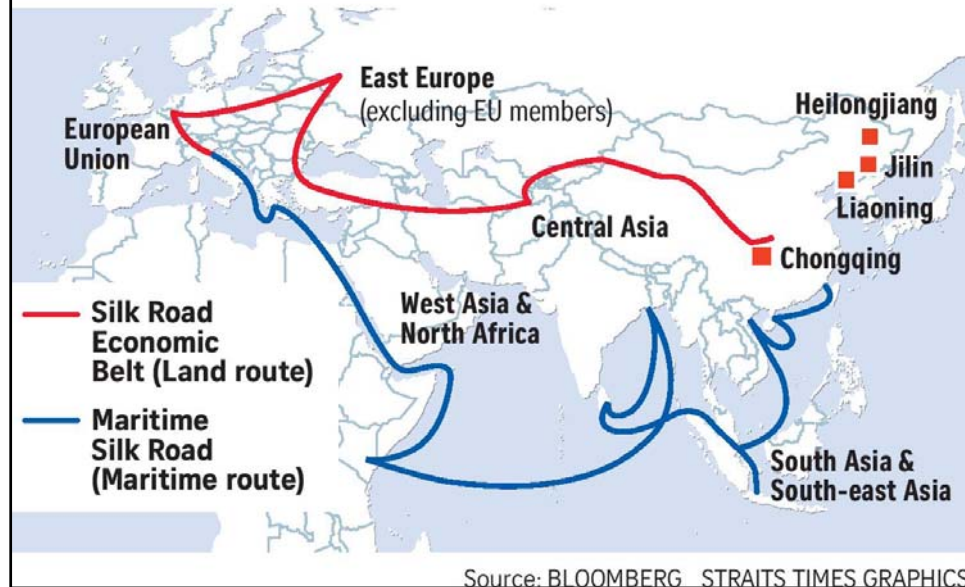 East Europe
(excluding EU members)
European
Union
Heilongjiang
Jilin
Liaoning
Central Asia
Chongqing
West Asia &
North Africa
Silk Road
Economic
Belt (Land route)
Maritime
Silk Road
(Maritime route)
South Asia &
South-east Asia
Source: BLOOMBERG STRAITS TIMES GRAPHICS